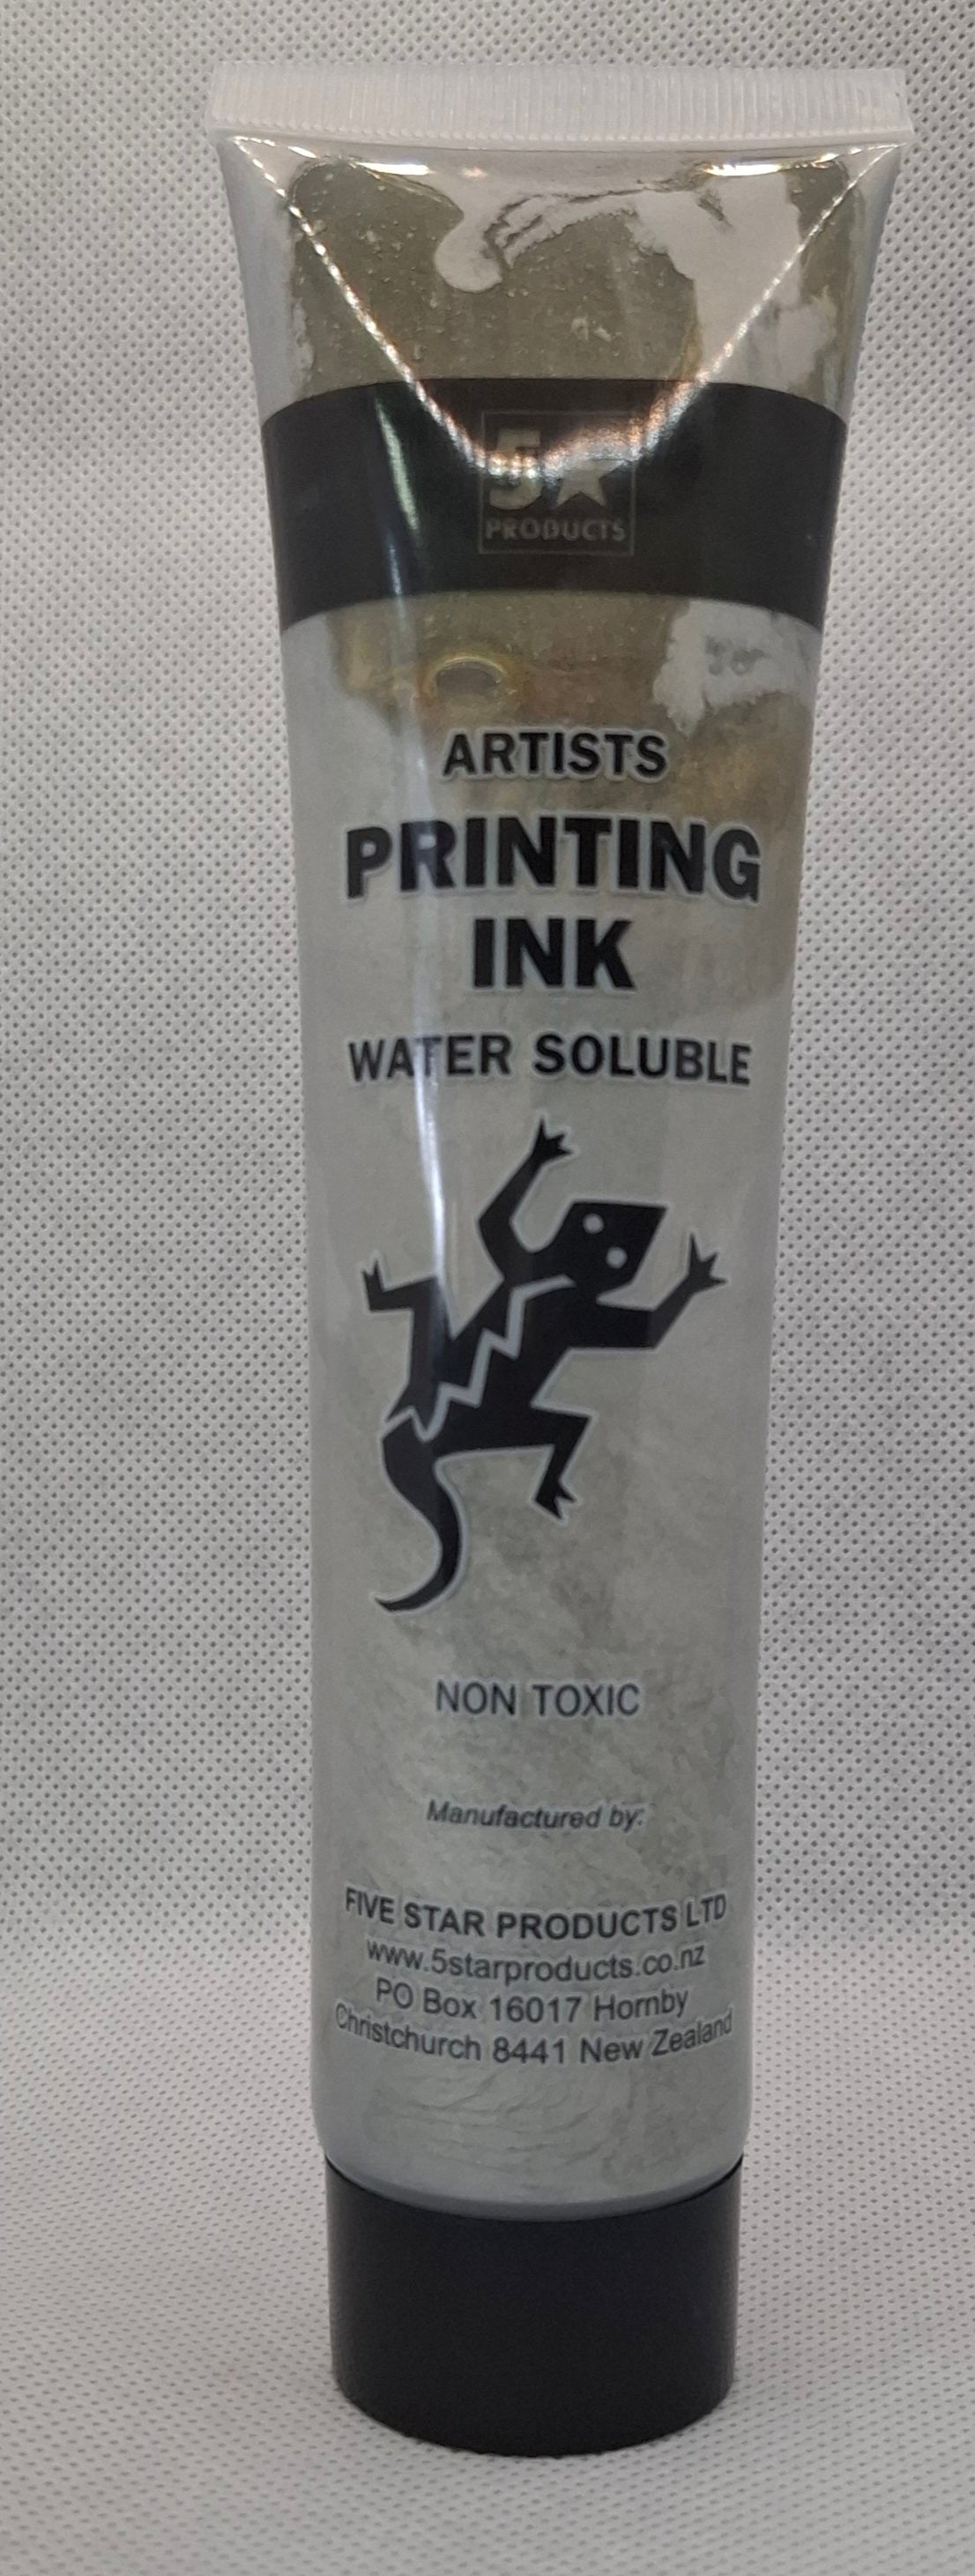 5★
PRODUCTS
ARTISTS
PRINTING
INK
WATER SOLUBLE
NON TOXIC
Manufactured by:
FIVE STAR PRODUCTS LTD
www.5starproducts.co.nz
PO Box 16017 Hornby
Christchurch 8441 New Zealand